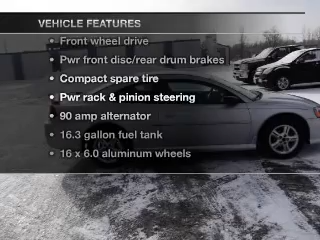 VEHICLE FEATURES
• Front wheel drive
• Pwr front disc/rear drum brakes
• Compact spare tire
• Pwr rack & pinion steering
• 90 amp alternator
• 16.3 gallon fuel tank
• 16 x 6.0 aluminum wheels